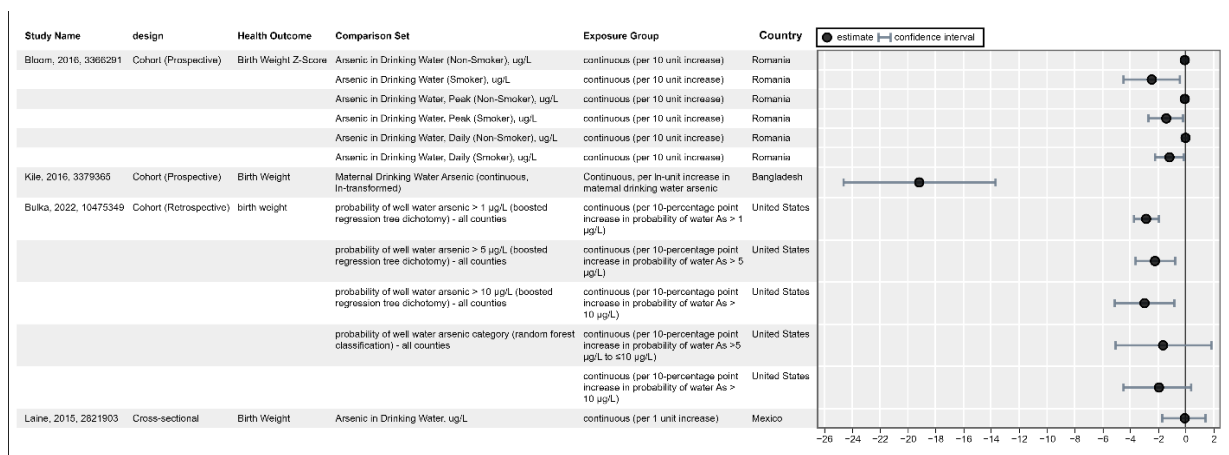 Study Name design Health Outcome Comparison Set Exposure Group Country estimate confidence interval
Bloom, 2016, 3366291 Cohort (Prospective) Birth Weight Z-Score Arsenic in Drinking Water (Non-Smoker), ug/L continuous (per 10 unit increase) Romania
Arsenic in Drinking Water (Smoker), ug/L continuous (per 10 unit increase) Romania
Arsenic in Drinking Water, Peak (Non-Smoker), ug/L continuous (per 10 unit increase) Romania
Arsenic in Drinking Water, Peak (Smoker), ug/L continuous (per 10 unit increase) Romania
Arsenic in Drinking Water, Daily (Non-Smoker), ug/L continuous (per 10 unit increase) Romania
Arsenic in Drinking Water, Daily (Smoker), ug/L continuous (per 10 unit increase) Romania
Kile, 2016, 3379365 Cohort (Prospective) Birth Weight Maternal Drinking Water Arsenic (continuous, Continuous, per ln-unit increase in Bangladesh
ln-transformed) maternal drinking water arsenic
Bulka, 2022, 10475349 Cohort (Retrospective) birth weight probability of well water arsenic > 1 µg/L (boosted continuous (per 10-percentage point United States
regression tree dichotomy) - all counties increase in probability of water As > 1
µg/L)
probability of well water arsenic > 5 µg/L (boosted continuous (per 10-percentage point United States
regression tree dichotomy) - all counties increase in probability of water As > 5
µg/L)
probability of well water arsenic > 10 µg/L (boosted continuous (per 10-percentage point United States
regression tree dichotomy) - all counties increase in probability of water As >
10 µg/L)
probability of well water arsenic category (random forest continuous (per 10-percentage point United States
classification) - all counties increase in probability of water As >5
µg/L to ≤10 µg/L)
continuous (per 10-percentage point United States
increase in probability of water As >
10 µg/L)
Laine, 2015, 2821903 Cross-sectional Birth Weight Arsenic in Drinking Water, ug/L continuous (per 1 unit increase) Mexico
−26 −24 −22 −20 −18 −16 −14 −12 −10 −8 −6 −4 −2 0 2